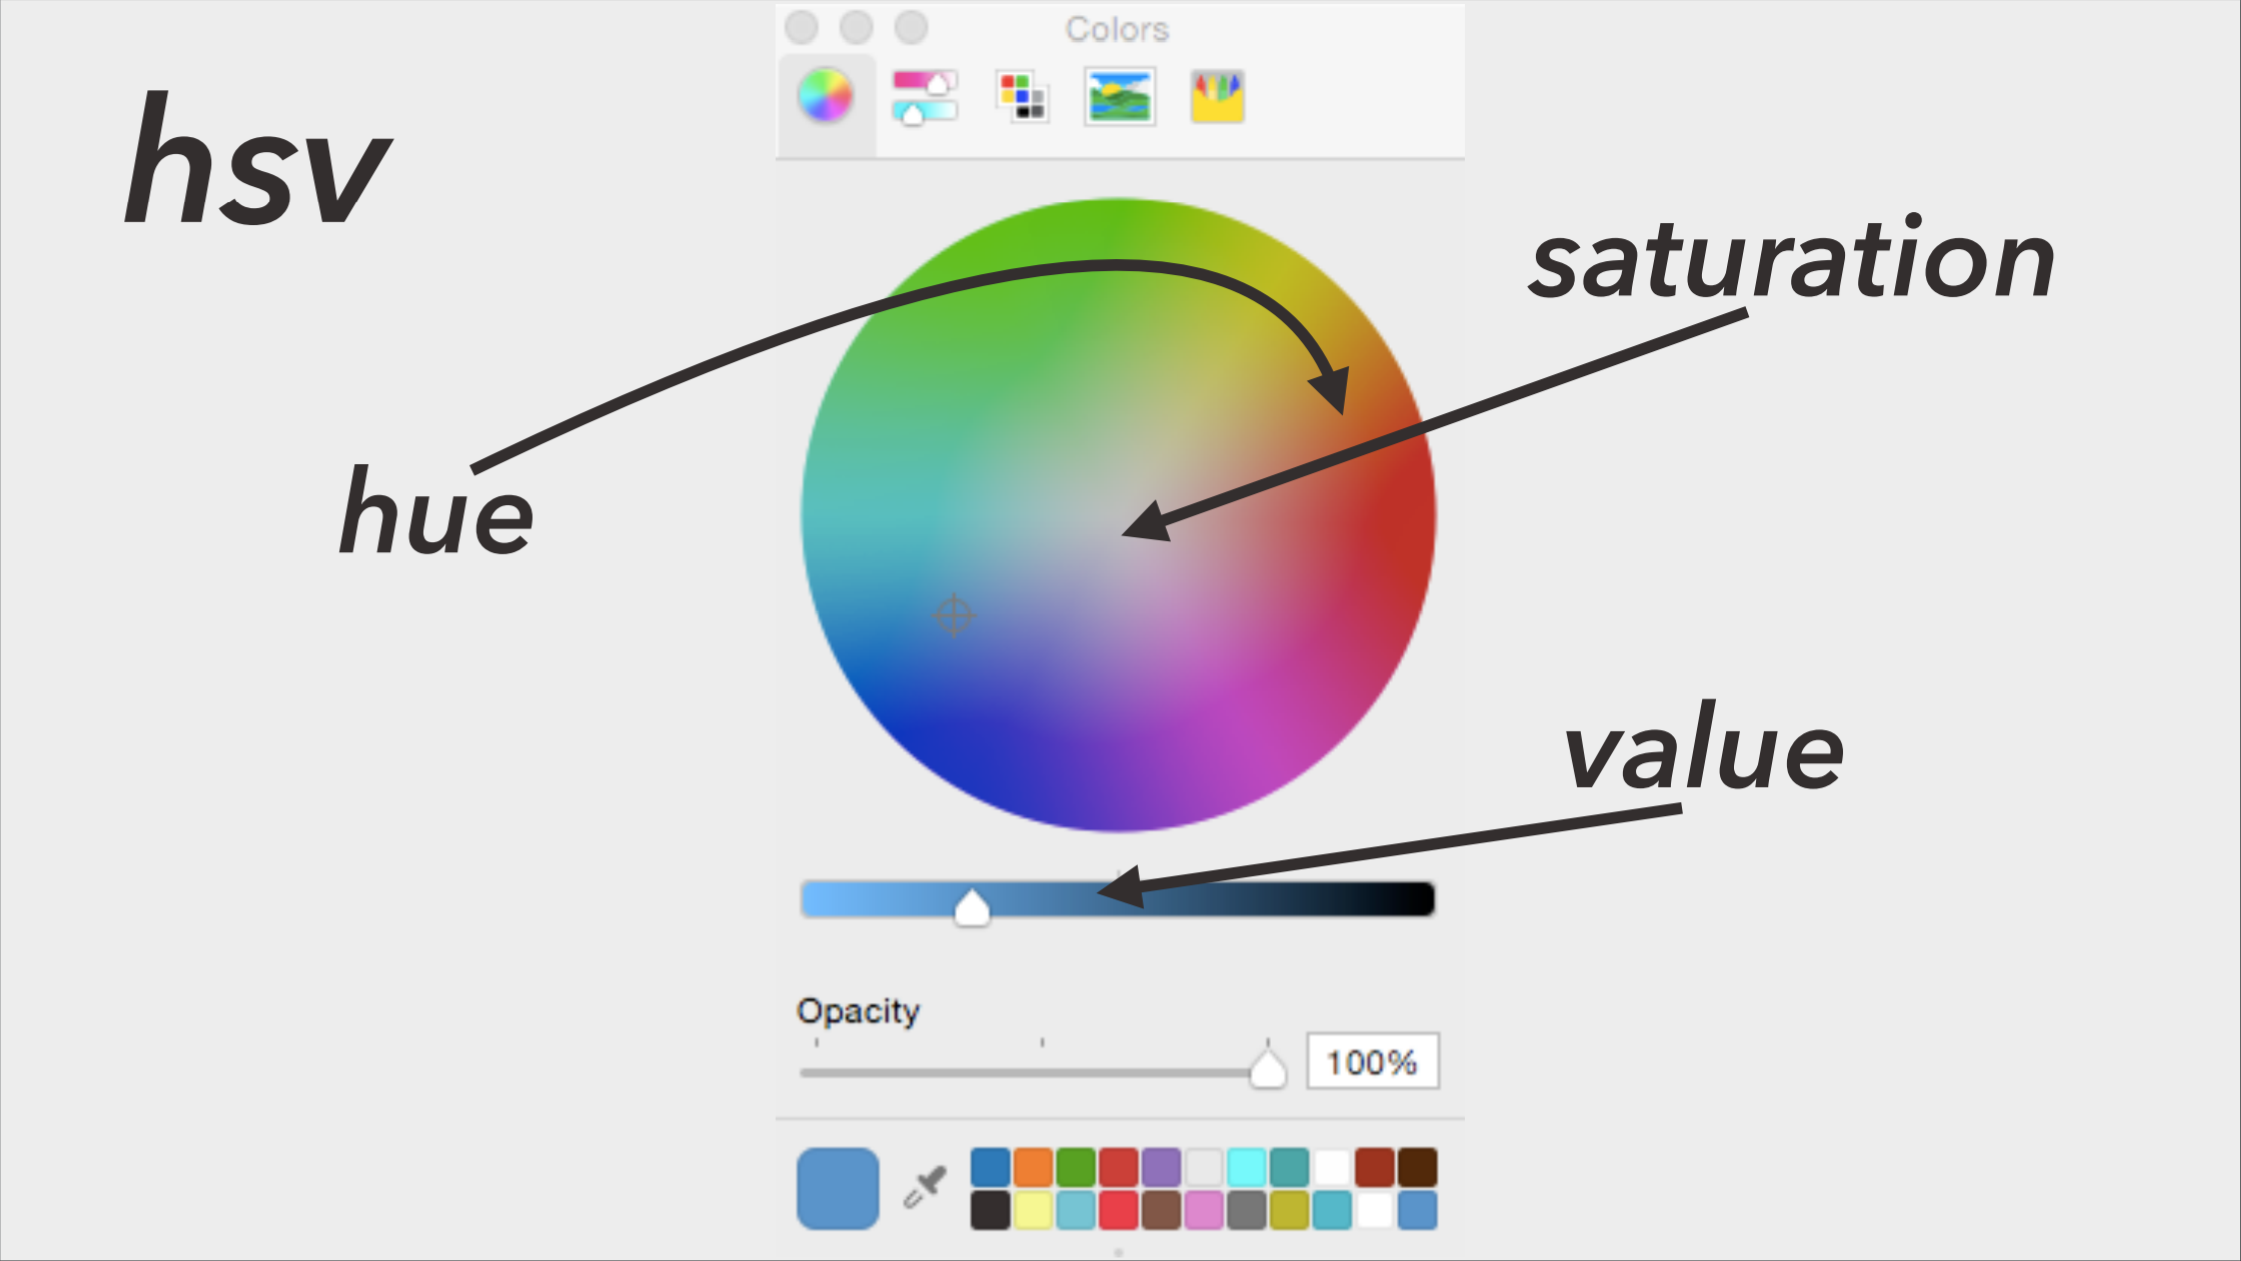 Colors
hsv
saturation
hue
value
Opacity
100%